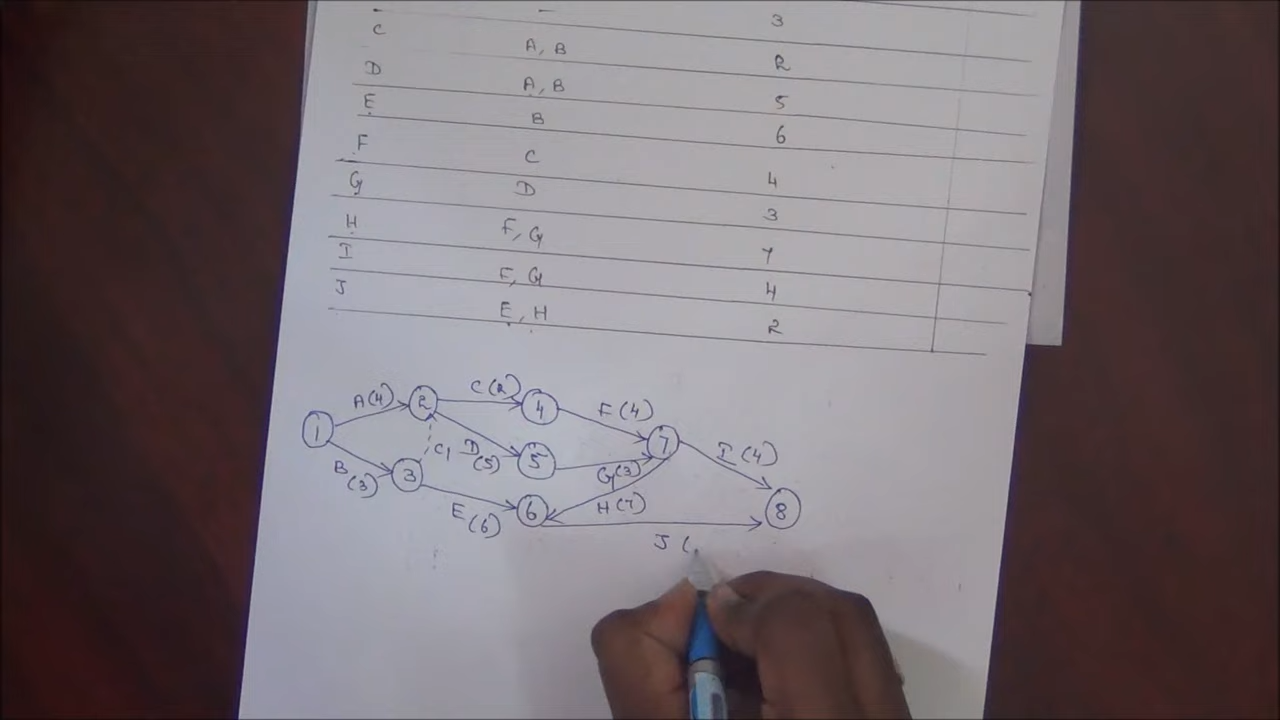 3
C A, B 2
D A, B 5
E B 6
F C 4
G D 3
H F, G 7
I F, G 4
J E, H 2
A(4) 2 C(2) 4 F(4)
1 7 I(4)
C1 D(5) 5 G(3)
B(3) 3
E(6) 6 H(7) 8
J (